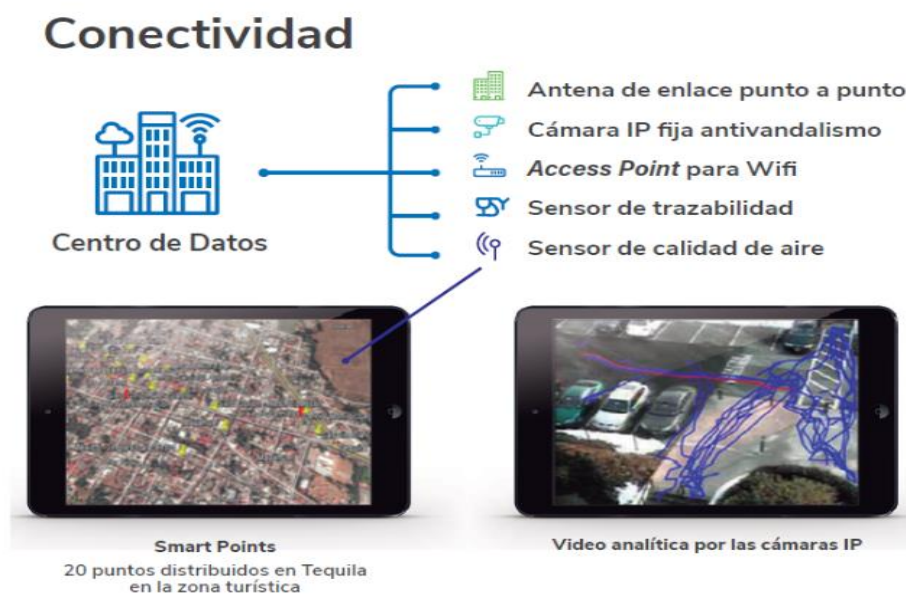 Conectividad
Antena de enlace punto a punto
Cámara IP fija antivandalismo
Access Point para Wifi
Sensor de trazabilidad
Sensor de calidad de aire
Centro de Datos
Smart Points
20 puntos distribuidos en Tequila
en la zona turística
Video analítica por las cámaras IP